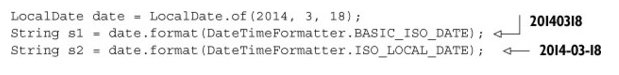 LocalDate date = LocalDate.of(2014, 3, 18);
20140318
String s1 = date.format(DateTimeFormatter.BASIC_ISO_DATE);
String s2 = date.format(DateTimeFormatter.ISO_LOCAL_DATE);
2014-03-18